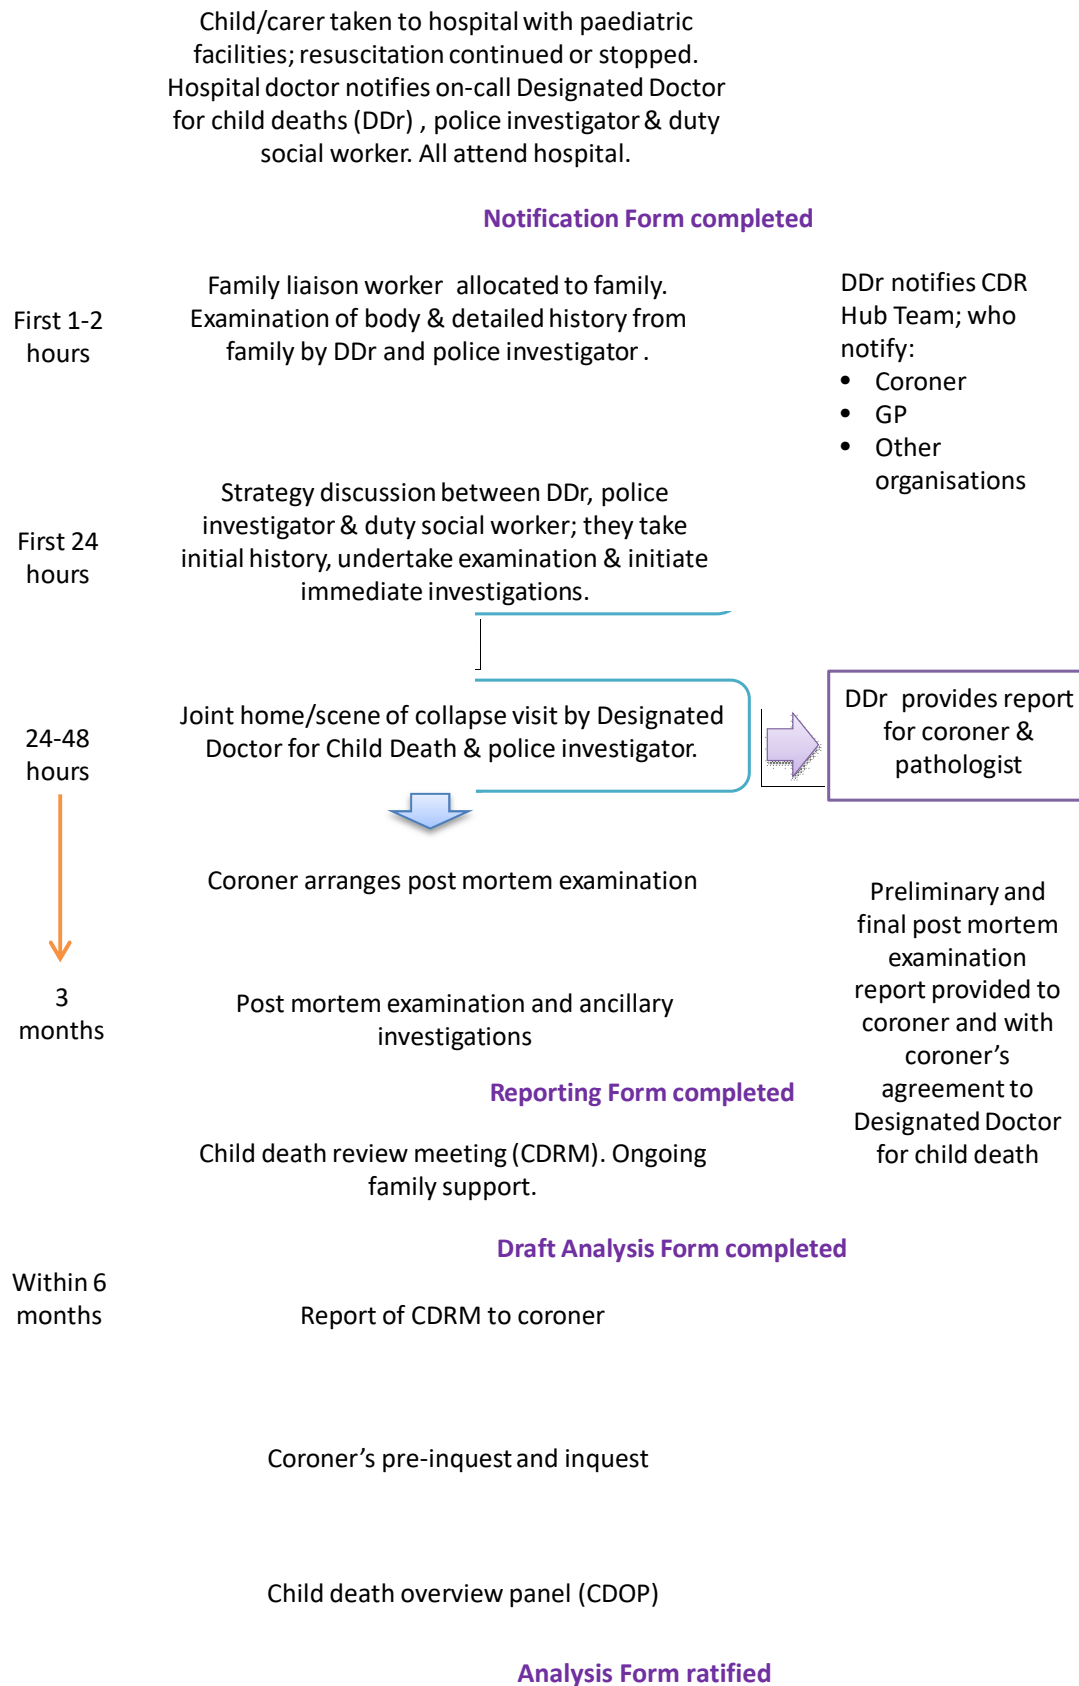 Child/carer taken to hospital with paediatric
facilities; resuscitation continued or stopped.
Hospital doctor notifies on-call Designated Doctor
for child deaths (DDr) , police investigator & duty
social worker. All attend hospital.
Notification Form completed
First 1-2
hours
Family liaison worker allocated to family.
Examination of body & detailed history from
family by DDr and police investigator .
DDr notifies CDR
Hub Team; who
notify:
• Coroner
• GP
• Other
organisations
First 24
hours
Strategy discussion between DDr, police
investigator & duty social worker; they take
initial history, undertake examination & initiate
immediate investigations.
24-48
hours
Joint home/scene of collapse visit by Designated
Doctor for Child Death & police investigator.
DDr provides report
for coroner &
pathologist
Coroner arranges post mortem examination
Preliminary and
final post mortem
examination
report provided to
coroner and with
coroner’s
agreement to
Designated Doctor
for child death
3
months
Post mortem examination and ancillary
investigations
Reporting Form completed
Child death review meeting (CDRM). Ongoing
family support.
Draft Analysis Form completed
Within 6
months
Report of CDRM to coroner
Coroner’s pre-inquest and inquest
Child death overview panel (CDOP)
Analysis Form ratified